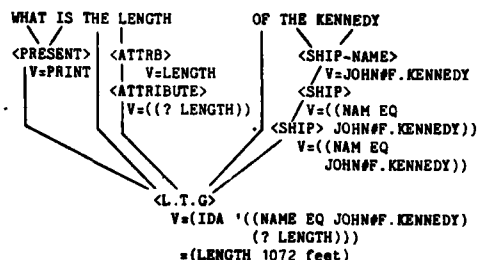 WHAT IS THE LENGTH OF THE KENNEDY
<PRESENT> <ATTRB> <SHIP-NAME>
V=PRINT V=LENGTH V=JOHN#F.KENNEDY
<ATTRIBUTE> <SHIP>
V=((? LENGTH)) V=((NAM EQ
<SHIP> JOHN#F.KENNEDY))
V=((NAM EQ
JOHN#F.KENNEDY))
<L.T.G>
V=(IDA '((NAME EQ JOHN#F.KENNEDY)
(? LENGTH)))
=(LENGTH 1072 feet)